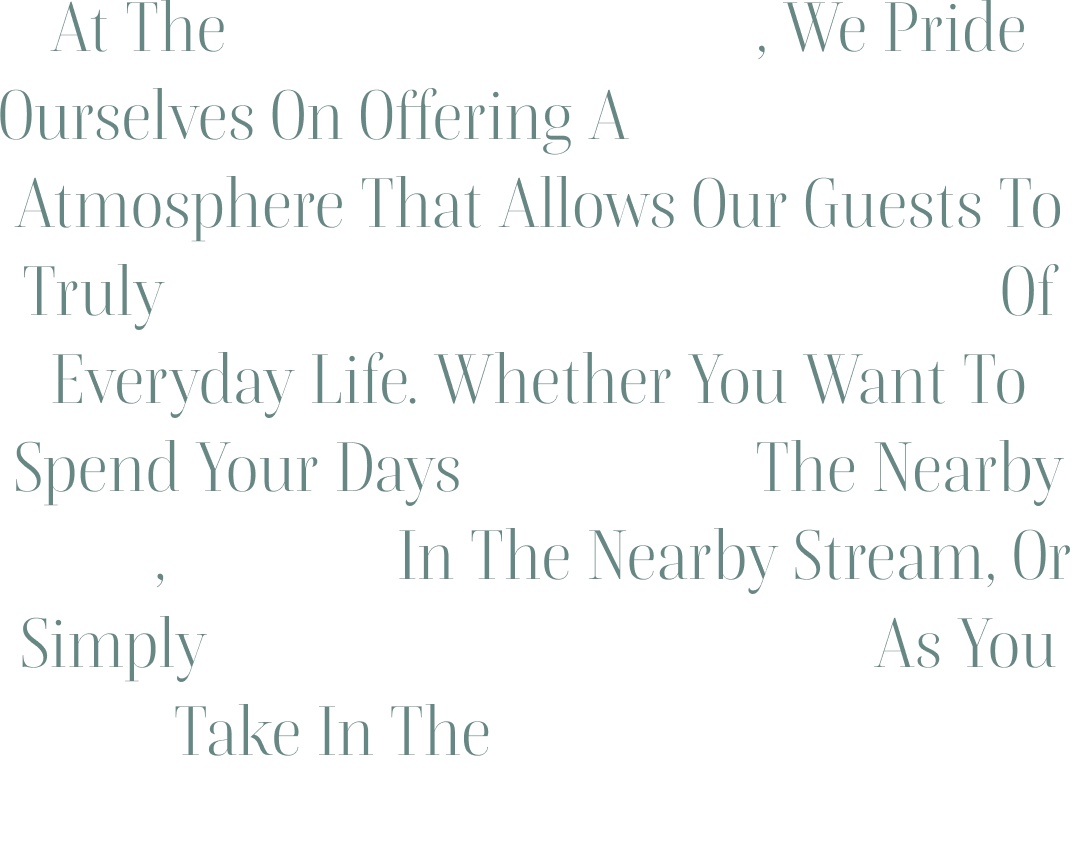 At The , We Pride
Ourselves On Offering A
Atmosphere That Allows Our Guests To
Truly Of
Everyday Life. Whether You Want To
Spend Your Days The Nearby
, In The Nearby Stream, Or
Simply As You
Take In The